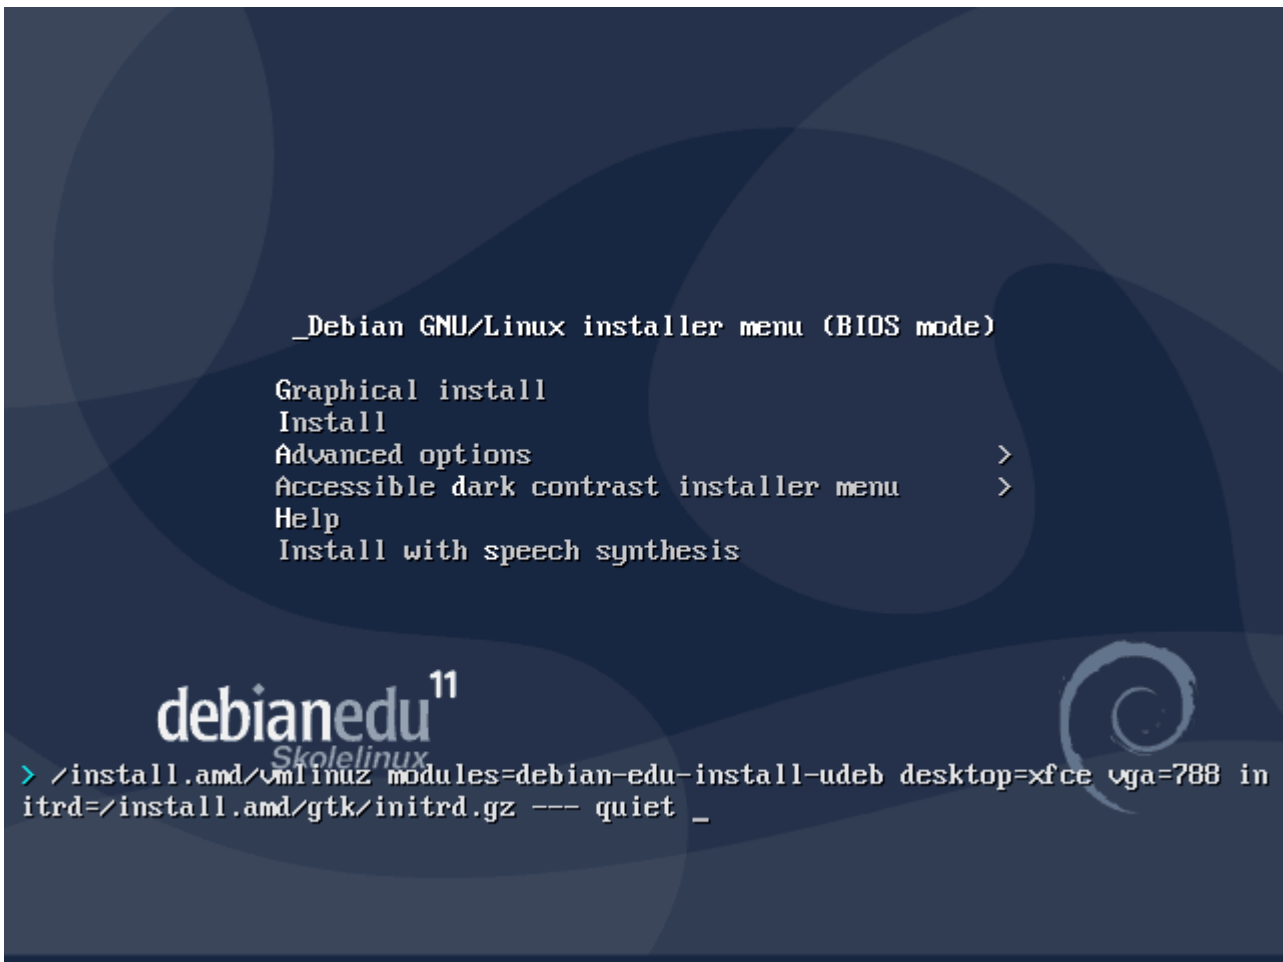 _Debian GNU/Linux installer menu (BIOS mode)
Graphical install
Install
Advanced options >
Accessible dark contrast installer menu >
Help
Install with speech synthesis
debianedu 11
Skolelinux
> /install.amd/vmlinuz modules=debian-edu-install-udeb desktop=xfce vga=788 in
itrd=/install.amd/gtk/initrd.gz --- quiet _